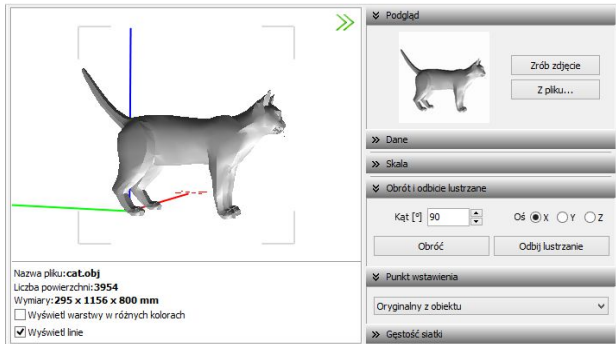 Nazwa pliku:cat.obj
Liczba powierzchni:3954
Wymiary:295 x 1156 x 800 mm
Wyświetl warstwy w różnych kolorach
Wyświetl linie
Podgląd
Zrób zdjęcie
Z pliku...
Dane
Skala
Obrót i odbicie lustrzane
Kąt [°] 90 Oś X Y Z
Obróć Odbij lustrzanie
Punkt wstawienia
Oryginalny z obiektu
Gęstość siatki